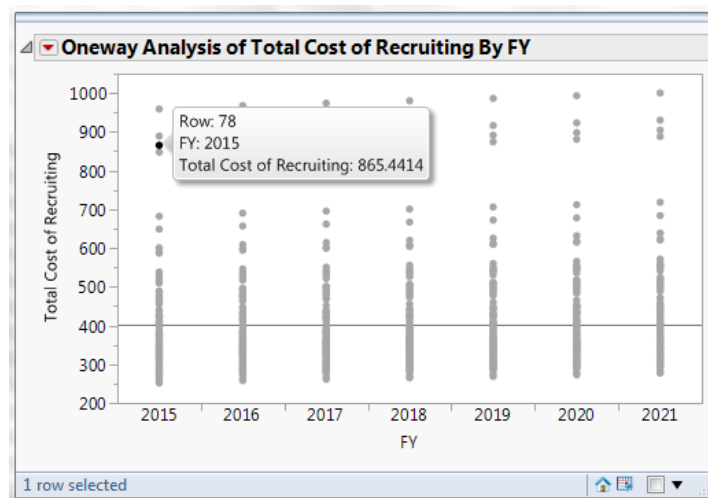 Oneway Analysis of Total Cost of Recruiting By FY
1000
900
800
700
600
500
400
300
200
Total Cost of Recruiting
Row: 78
FY: 2015
Total Cost of Recruiting: 865.4414
2015 2016 2017 2018 2019 2020 2021
FY
1 row selected